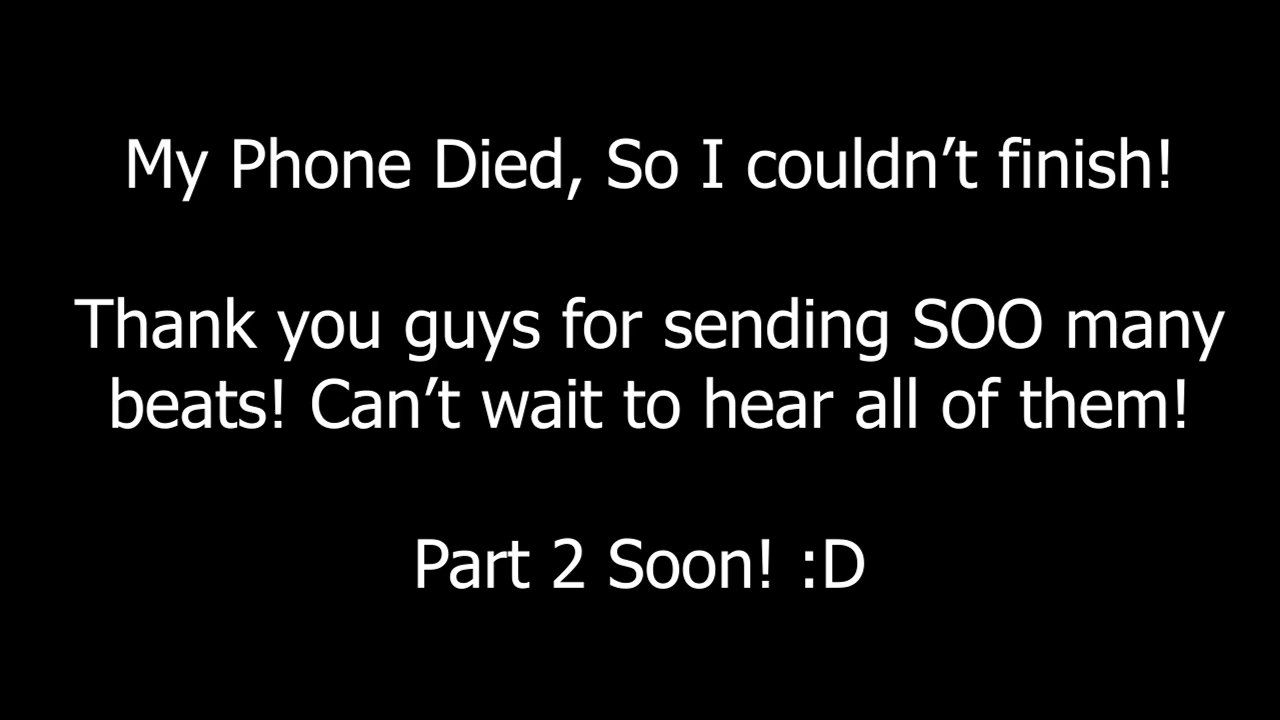 My Phone Died, So I couldn’t finish!
Thank you guys for sending SOO many
beats! Can’t wait to hear all of them!
Part 2 Soon! :D